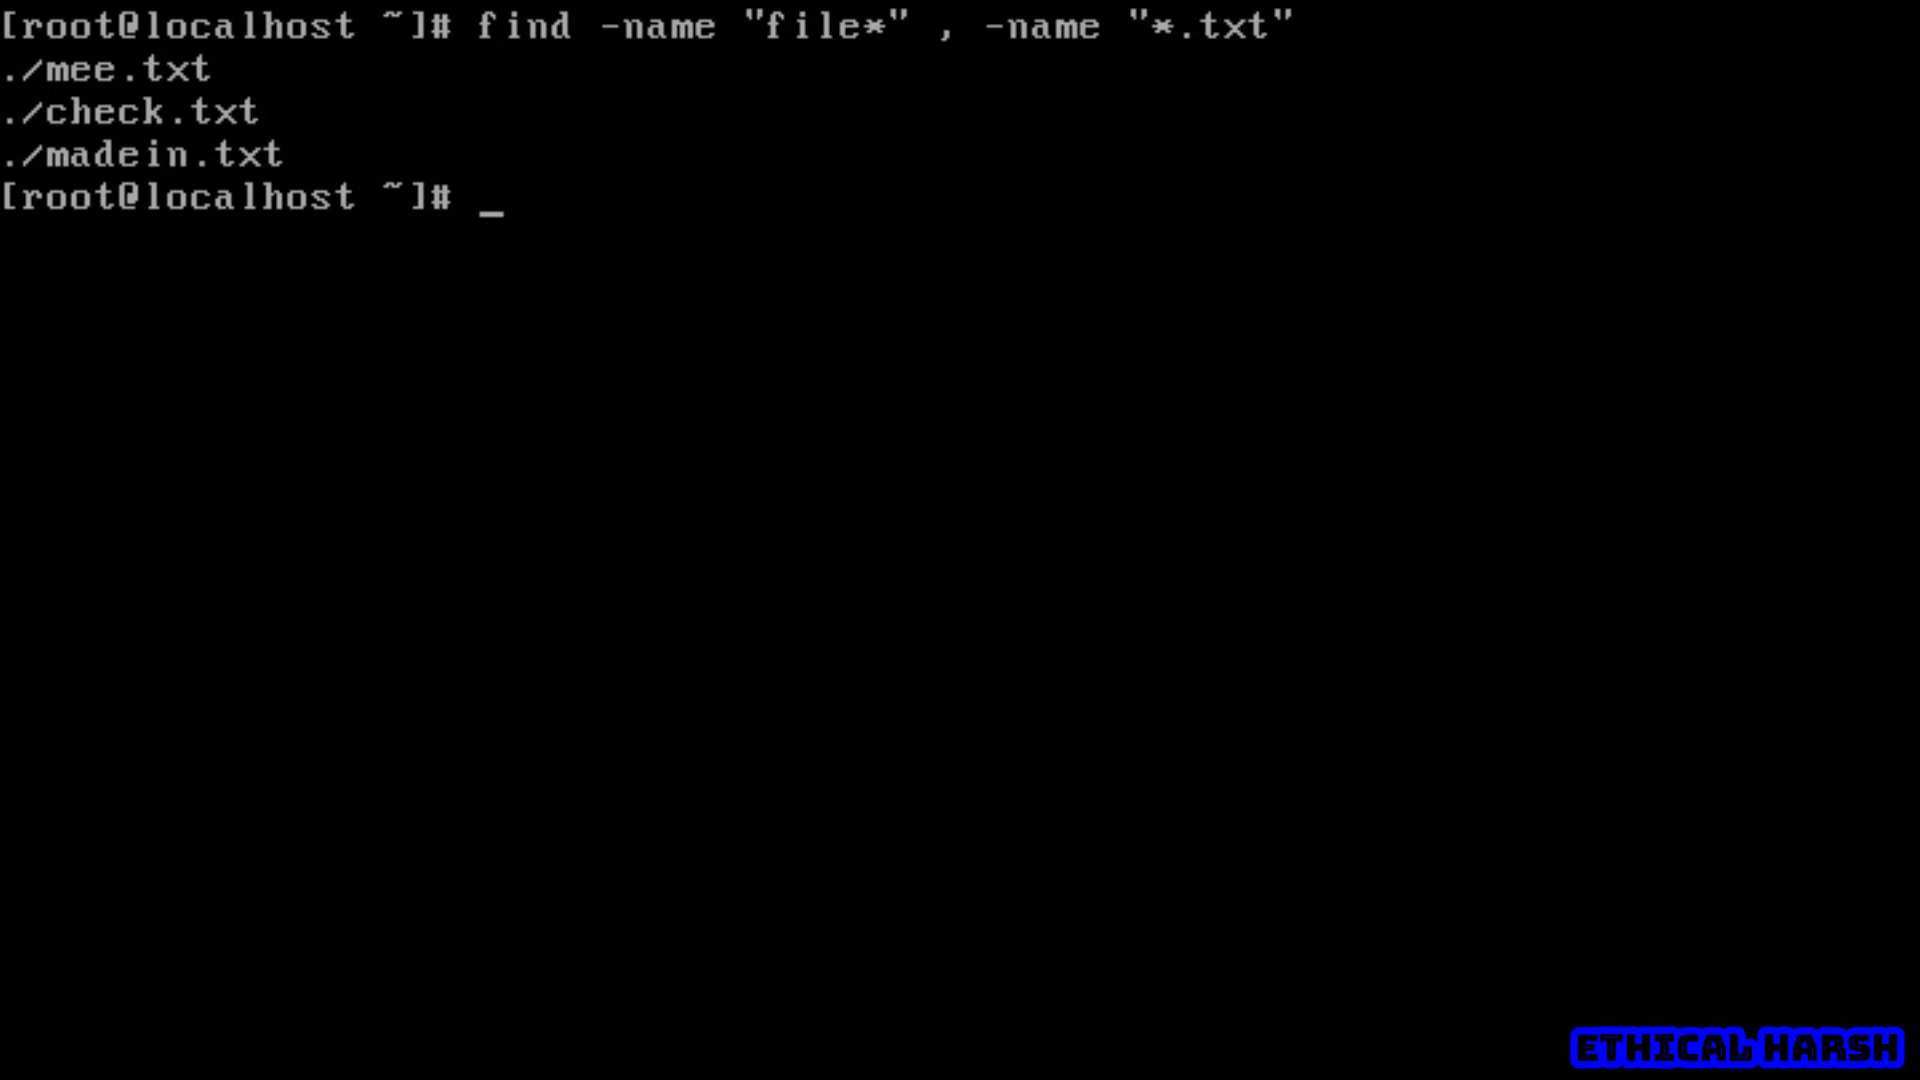 [root@localhost ~]# find -name "file*" , -name "*.txt"
./mee.txt
./check.txt
./madein.txt
[root@localhost ~]# _
ETHICAL HARSH